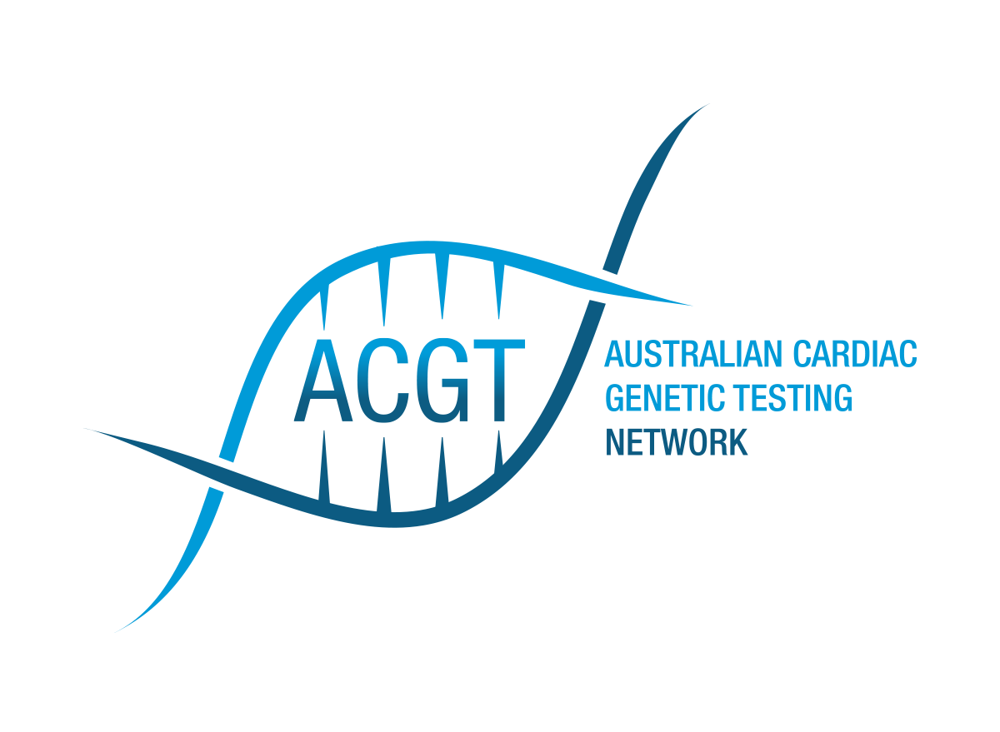 ACGT
AUSTRALIAN CARDIAC
GENETIC TESTING
NETWORK